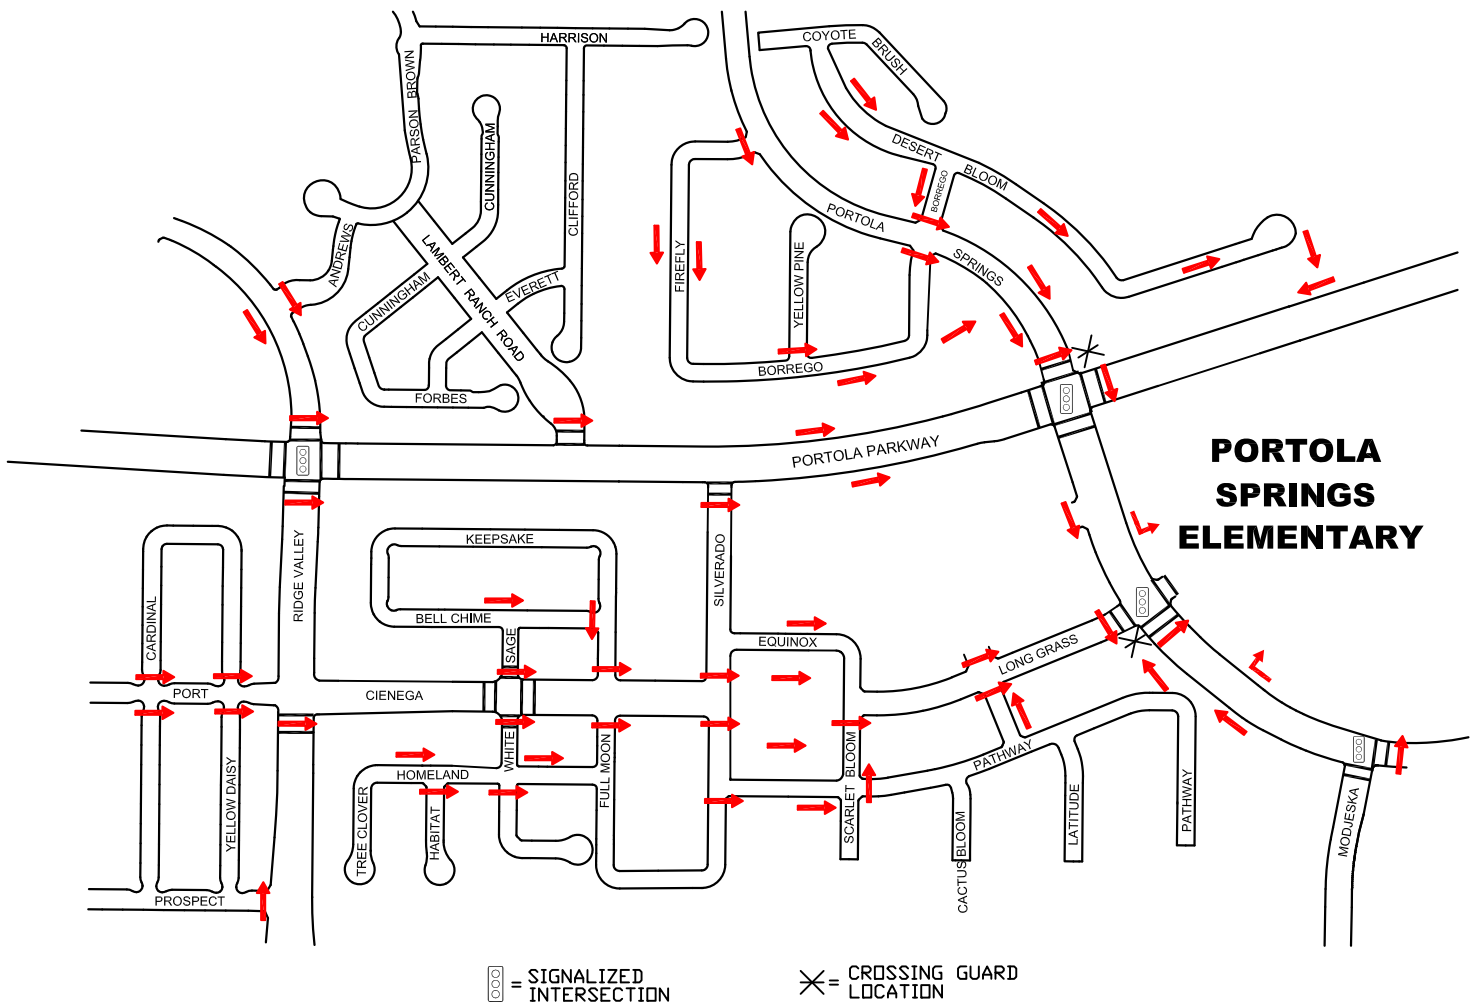 HARRISON
COYOTE
BRUSH
PARSON BROWN
CUNNINGHAM
CLIFFORD
DESERT
BLOOM
BORREGO
PORTOLA
SPRINGS
ANDREWS
LAMBERT RANCH ROAD
CUNNINGHAM
EVERETT
FORBES
FIREFLY
YELLOW PINE
BORREGO
PORTOLA PARKWAY
PORTOLA
SPRINGS
ELEMENTARY
RIDGE VALLEY
KEEPSAKE
BELL CHIME
SAGE
SILVERADO
EQUINOX
LONG GRASS
CARDINAL
PORT
CIENEGA
YELLOW DAISY
PROSPECT
HOMELAND
WHITE
TREE CLOVER
HABITAT
FULL MOON
SCARLET BLOOM
PATHWAY
CACTUS BLOOM
LATITUDE
PATHWAY
MODJESKA
= SIGNALIZED
INTERSECTION
= CROSSING GUARD
LOCATION